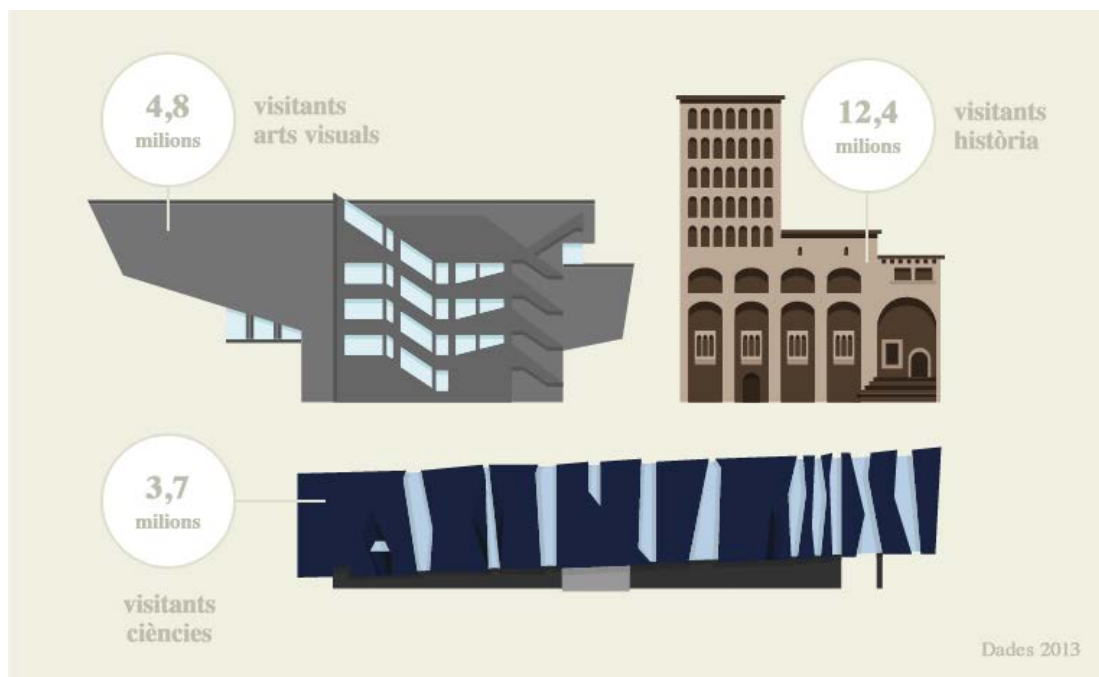 4,8
milions
visitants
arts visuals
12,4
milions
visitants
història
3,7
milions
visitants
ciències
Dades 2013